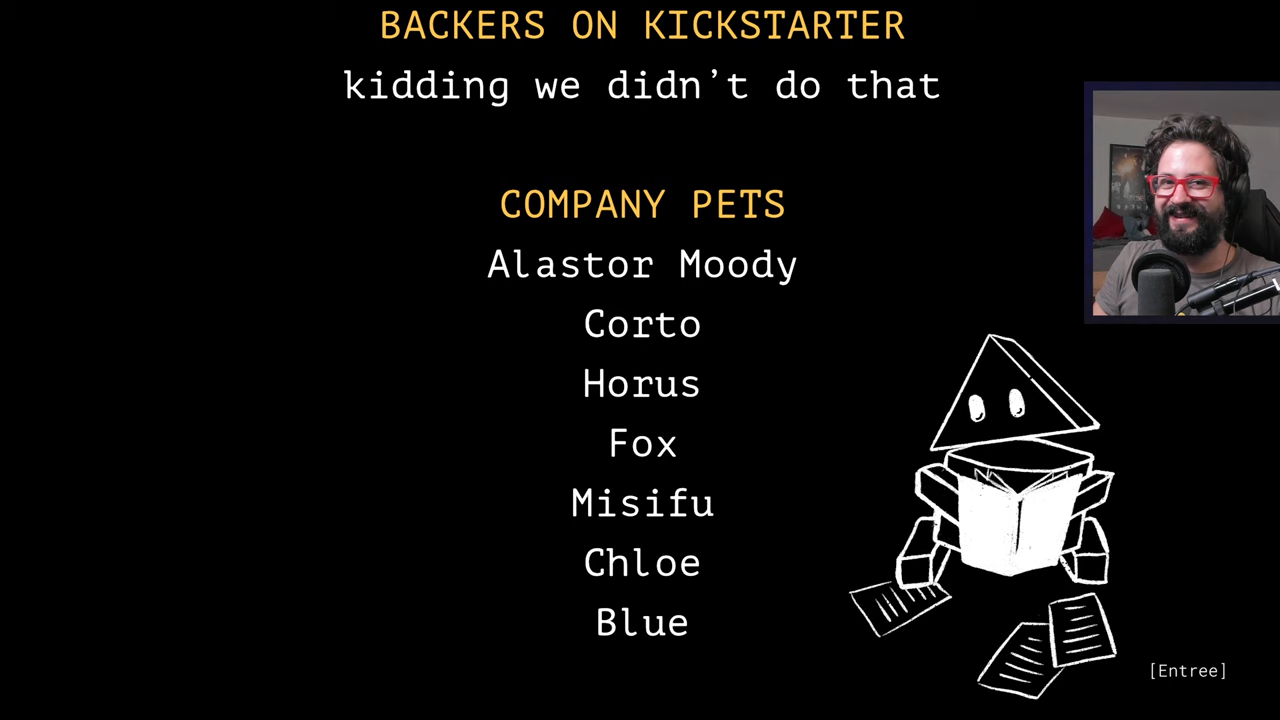 BACKERS ON KICKSTARTER
kidding we didn’t do that
COMPANY PETS
Alastor Moody
Corto
Horus
Fox
Misifu
Chloe
Blue
[Entree]